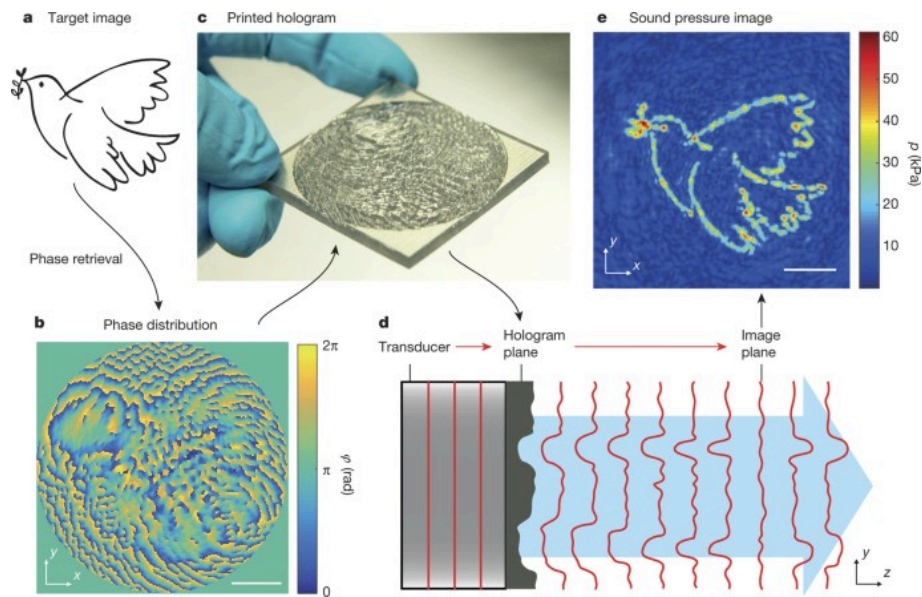 a Target image
c Printed hologram
e Sound pressure image
60
50
40
30
20
10
p (kPa)
y
x
Phase retrieval
b Phase distribution
2π
π
0
φ (rad)
y
x
d
Transducer
Hologram
plane
Image
plane
y
z